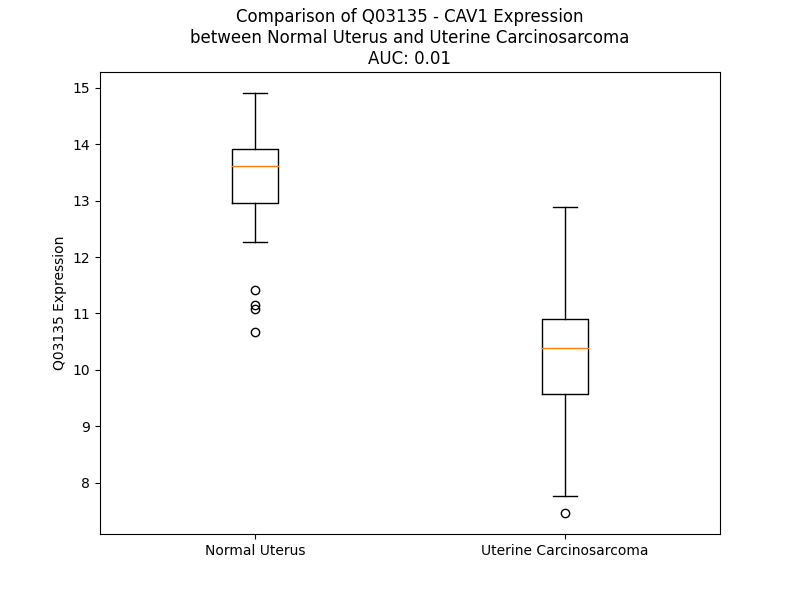 Comparison of Q03135 - CAV1 Expression
between Normal Uterus and Uterine Carcinosarcoma
AUC: 0.01
Q03135 Expression
15
14
13
12
11
10
9
8
Normal Uterus
Uterine Carcinosarcoma